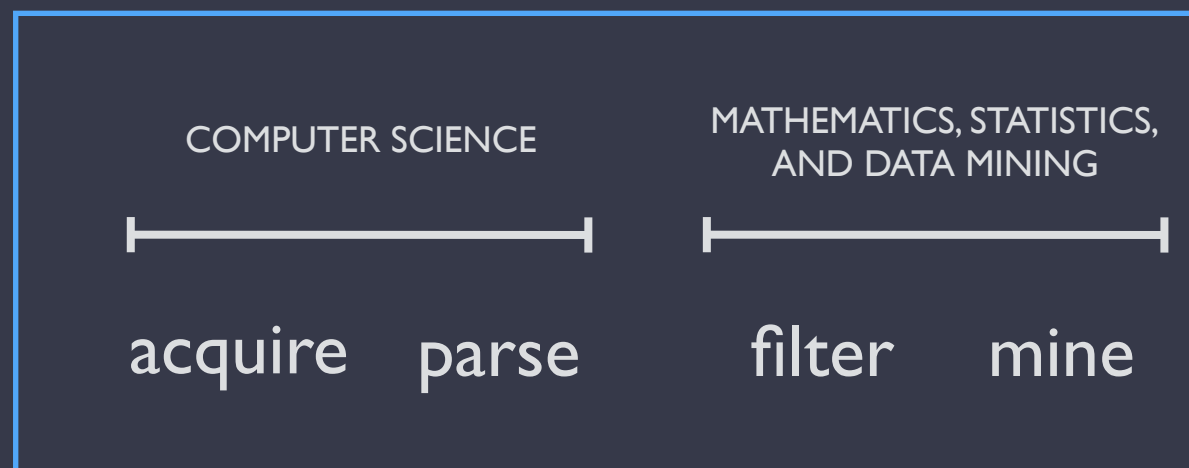 COMPUTER SCIENCE
MATHEMATICS, STATISTICS,
AND DATA MINING
acquire parse filter mine